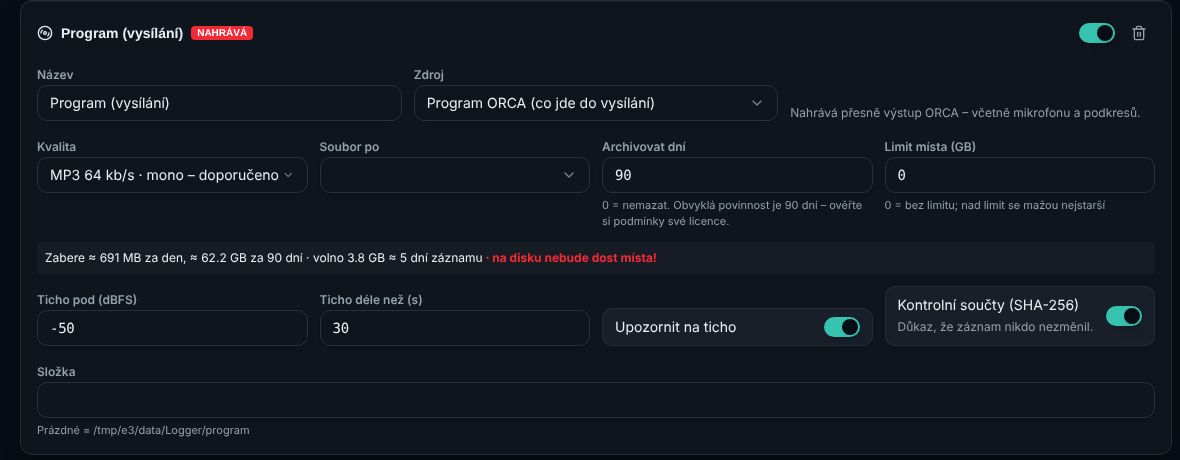 Program (vysílání) NAHRÁVÁ
Název
Zdroj
Program (vysílání)
Program ORCA (co jde do vysílání)
Nahrává přesně výstup ORCA – včetně mikrofonu a podkresů.
Kvalita
Soubor po
Archivovat dní
Limit místa (GB)
MP3 64 kb/s · mono – doporučeno
90
0
0 = nemazat. Obvyklá povinnost je 90 dní – ověřte
si podmínky své licence.
0 = bez limitu; nad limit se mažou nejstarší
Zabere ≈ 691 MB za den, ≈ 62.2 GB za 90 dní · volno 3.8 GB ≈ 5 dní záznamu · na disku nebude dost místa!
Ticho pod (dBFS)
Ticho déle než (s)
-50
30
Upozornit na ticho
Kontrolní součty (SHA-256)
Důkaz, že záznam nikdo nezměnil.
Složka
Prázdné = /tmp/e3/data/Logger/program